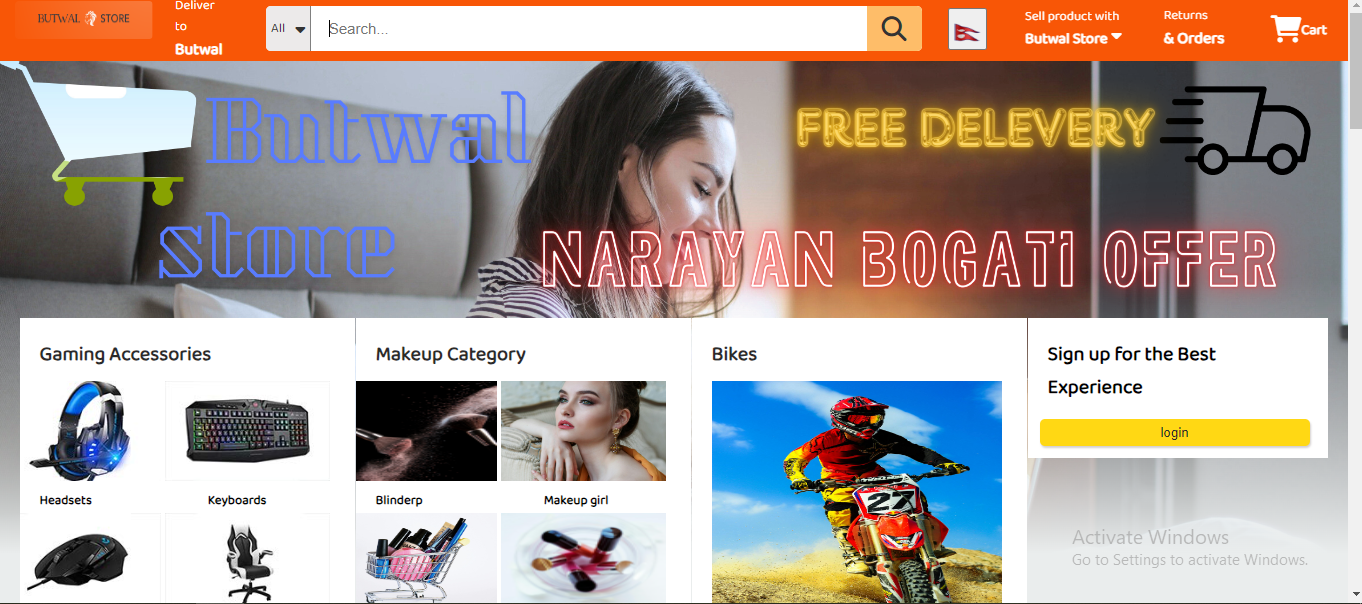 BUTWAL STORE
Deliver
to
Butwal
All
Search...
Sell product with
Butwal Store
Returns
& Orders
Cart
Butwal
store
FREE DELEVERY
NARAYAN BOGATI OFFER
Gaming Accessories
Makeup Category
Bikes
Sign up for the Best
Experience
login
Headsets
Keyboards
Blinderp
Makeup girl
27
Activate Windows
Go to Settings to activate Windows.